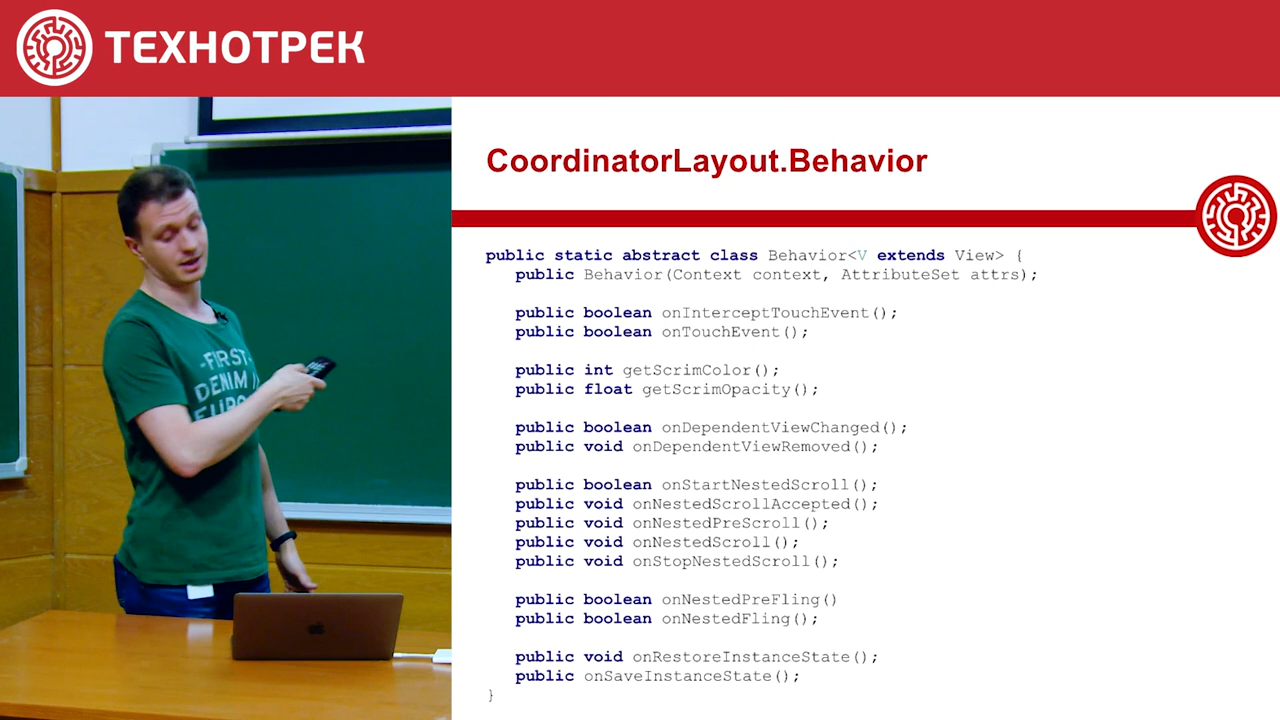 ТЕХНОТРЕК
CoordinatorLayout.Behavior
public static abstract class Behavior<V extends View> {
public Behavior(Context context, AttributeSet attrs);
public boolean onInterceptTouchEvent();
public boolean onTouchEvent();
public int getScrimColor();
public float getScrimOpacity();
public boolean onDependentViewChanged();
public void onDependentViewRemoved();
public boolean onStartNestedScroll();
public void onNestedScrollAccepted();
public void onNestedPreScroll();
public void onNestedScroll();
public void onStopNestedScroll();
public boolean onNestedPreFling()
public boolean onNestedFling();
public void onRestoreInstanceState();
public onSaveInstanceState();
}
-FIRST-
DENIM